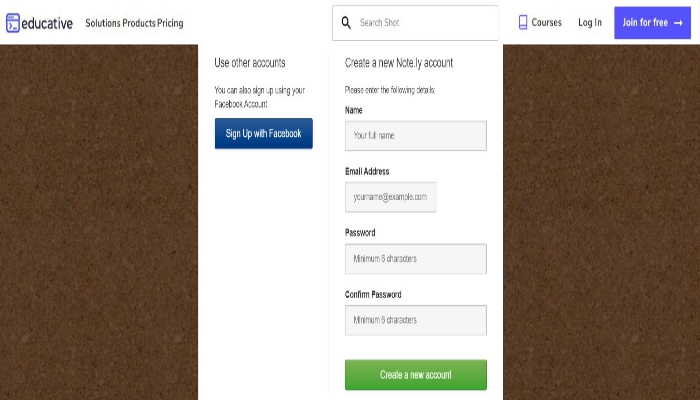 educative
Solutions Products Pricing
Search Shot
Courses
Log In
Join for free →
Use other accounts
You can also sign up using your
Facebook Account
Sign Up with Facebook
Create a new Note.ly account
Please enter the following details:
Name
Your full name
Email Address
yourname@example.com
Password
Minimum 6 characters
Confirm Password
Minimum 6 characters
Create a new account